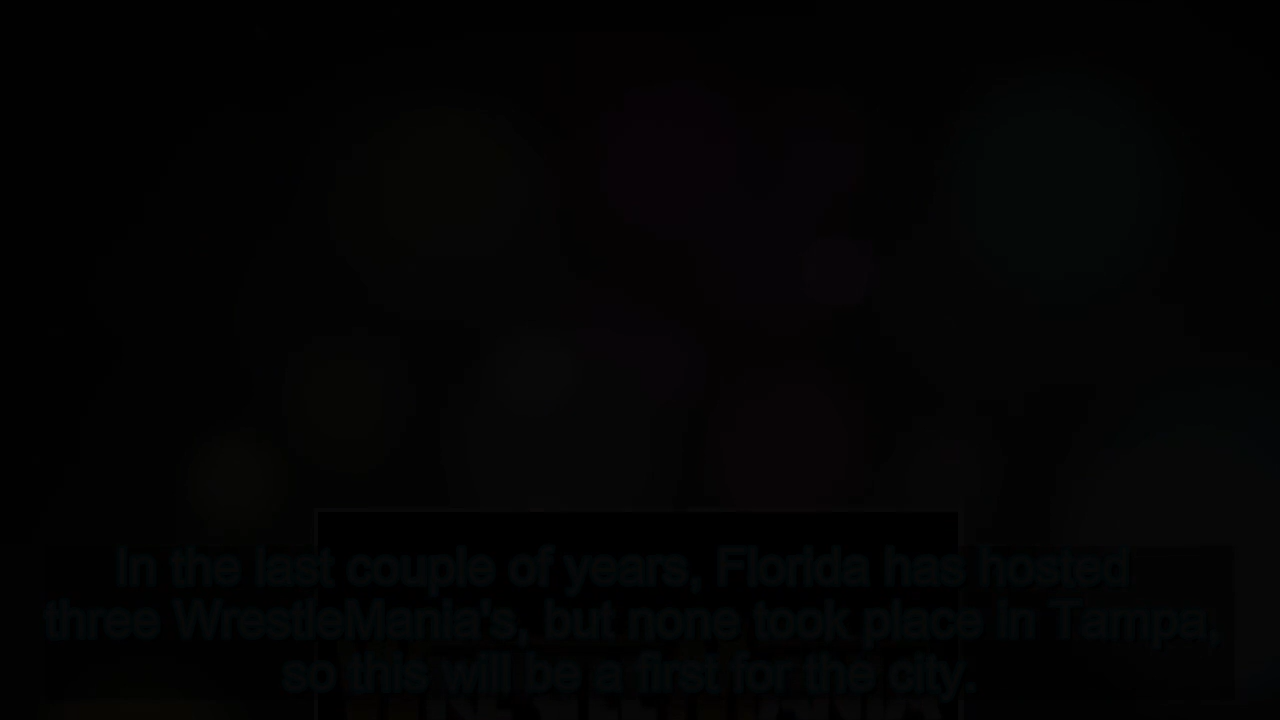 In the last couple of years, Florida has hosted
three WrestleMania's, but none took place in Tampa,
so this will be a first for the city.